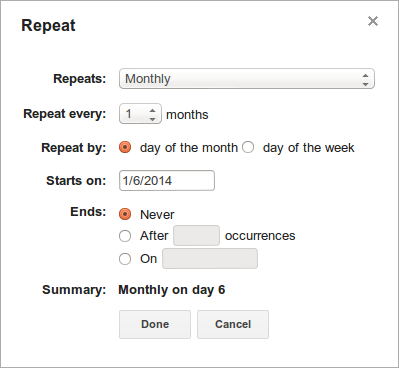 Repeat
Repeats: Monthly
Repeat every: 1 months
Repeat by: day of the month day of the week
Starts on: 1/6/2014
Ends: Never
After occurrences
On
Summary: Monthly on day 6
Done Cancel